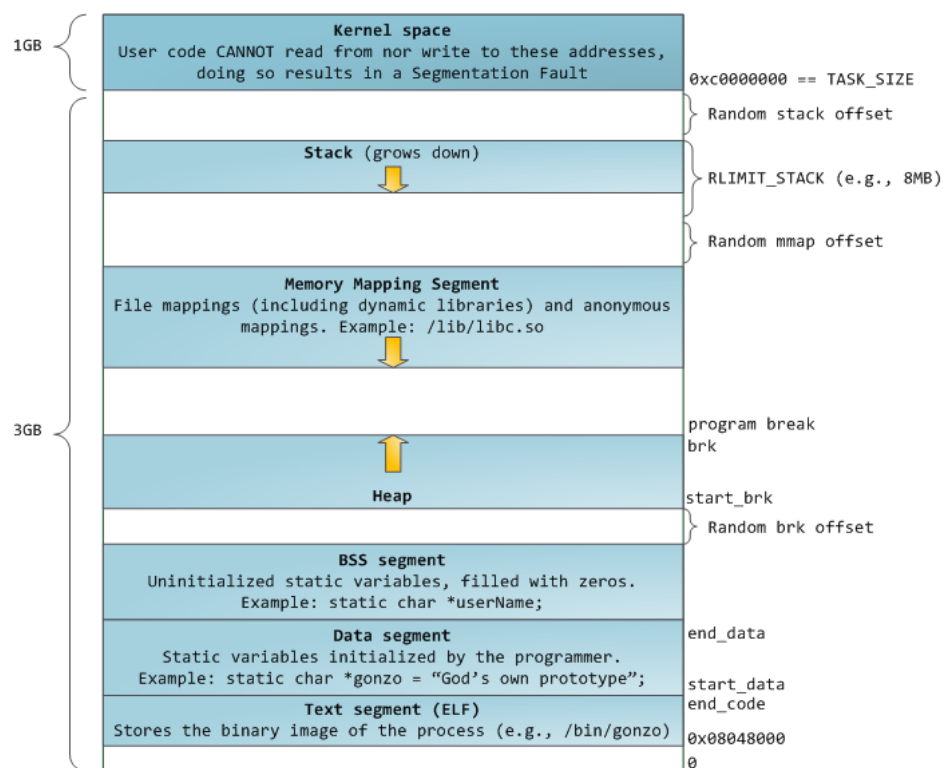 1GB
Kernel space
User code CANNOT read from nor write to these addresses,
doing so results in a Segmentation Fault
0xc0000000 == TASK_SIZE
Random stack offset
Stack (grows down)
RLIMIT_STACK (e.g., 8MB)
Random mmap offset
Memory Mapping Segment
File mappings (including dynamic libraries) and anonymous
mappings. Example: /lib/libc.so
3GB
program break
brk
Heap
start_brk
Random brk offset
BSS segment
Uninitialized static variables, filled with zeros.
Example: static char *userName;
end_data
Data segment
Static variables initialized by the programmer.
Example: static char *gonzo = “God’s own prototype”;
start_data
end_code
Text segment (ELF)
Stores the binary image of the process (e.g., /bin/gonzo)
0x08048000
0